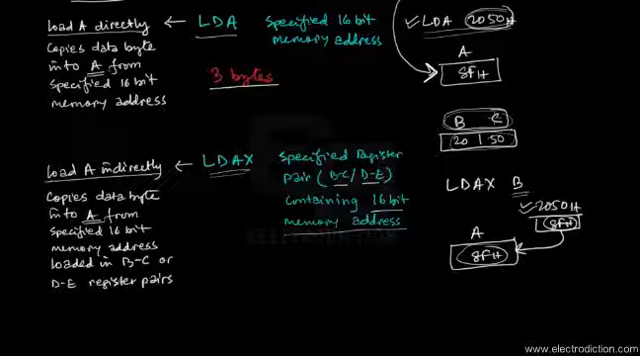 Load A directly
Copies data byte
into A from
Specified 16 bit
memory address
← LDA
Specified 16 bit
memory address
3 bytes
✓ LDA 2050H
A
8FH
B C
20 | 50
Load A indirectly
Copies data byte
into A from
Specified 16 bit
memory address
loaded in B-C or
D-E register pairs
← LDAX
Specified Register
pair (B-C/D-E)
containing 16 bit
memory address
LDAX B
✓ 2050H
8FH
A
8FH
www.electrodiction.com